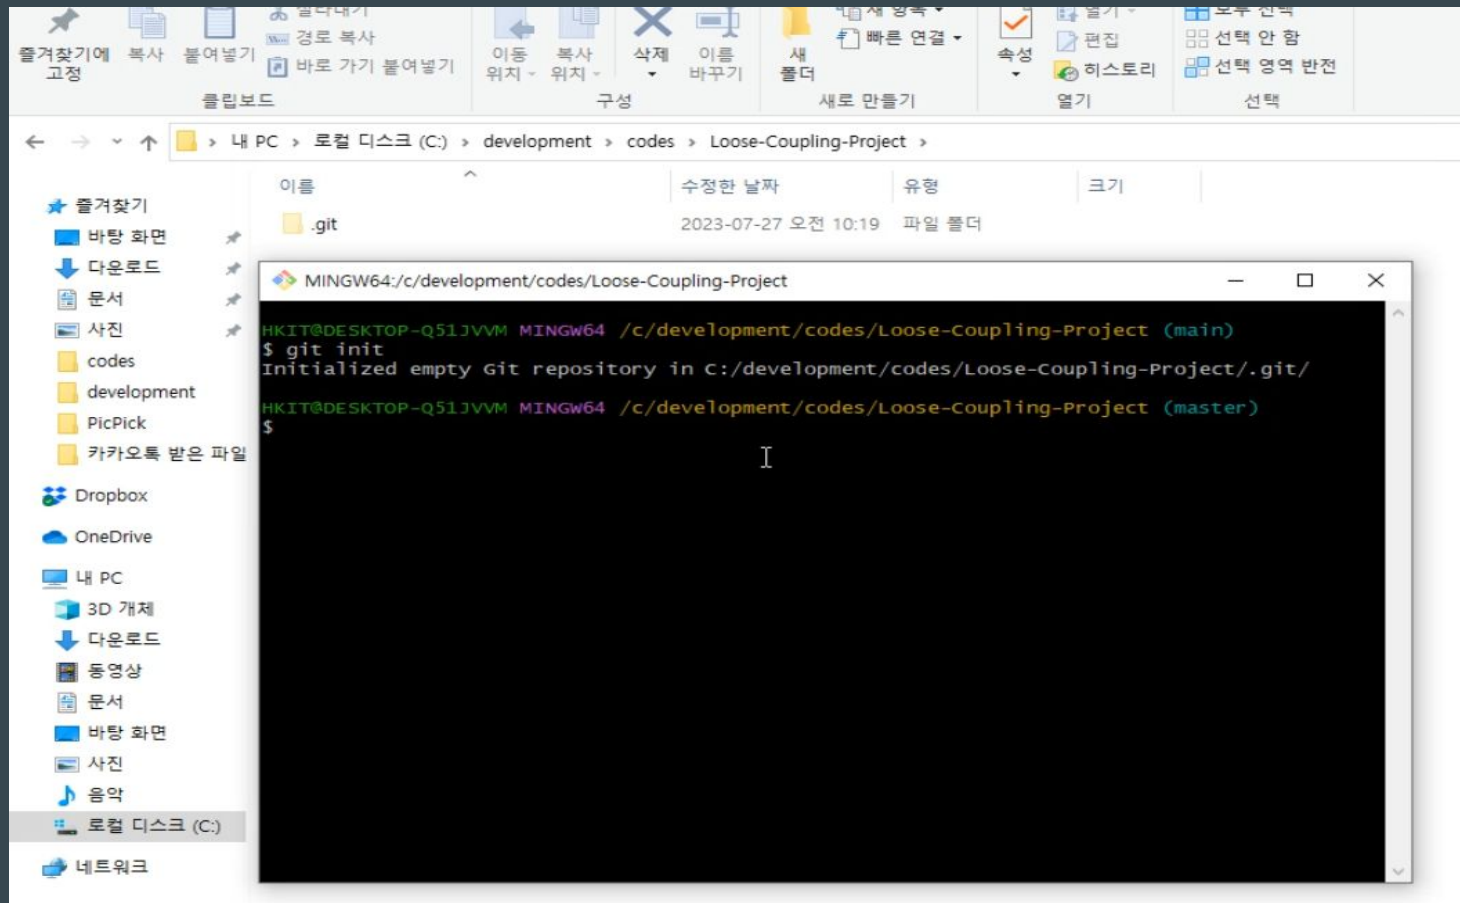 즐겨찾기에
고정
복사
붙여넣기
경로 복사
바로 가기 붙여넣기
클립보드
이동
위치
복사
위치
삭제
이름
바꾸기
구성
새
폴더
새 항목
빠른 연결
새로 만들기
속성
열기
편집
히스토리
열기
모두 선택
선택 안 함
선택 영역 반전
선택
내 PC > 로컬 디스크 (C:) > development > codes > Loose-Coupling-Project >
이름 수정한 날짜 유형 크기
.git 2023-07-27 오전 10:19 파일 폴더
즐겨찾기
바탕 화면
다운로드
문서
사진
codes
development
PicPick
카카오톡 받은 파일
Dropbox
OneDrive
내 PC
3D 개체
다운로드
동영상
문서
바탕 화면
사진
음악
로컬 디스크 (C:)
네트워크
MINGW64:/c/development/codes/Loose-Coupling-Project
HKIT@DESKTOP-Q51JVVM MINGW64 /c/development/codes/Loose-Coupling-Project (main)
$ git init
Initialized empty Git repository in C:/development/codes/Loose-Coupling-Project/.git/
HKIT@DESKTOP-Q51JVVM MINGW64 /c/development/codes/Loose-Coupling-Project (master)
$